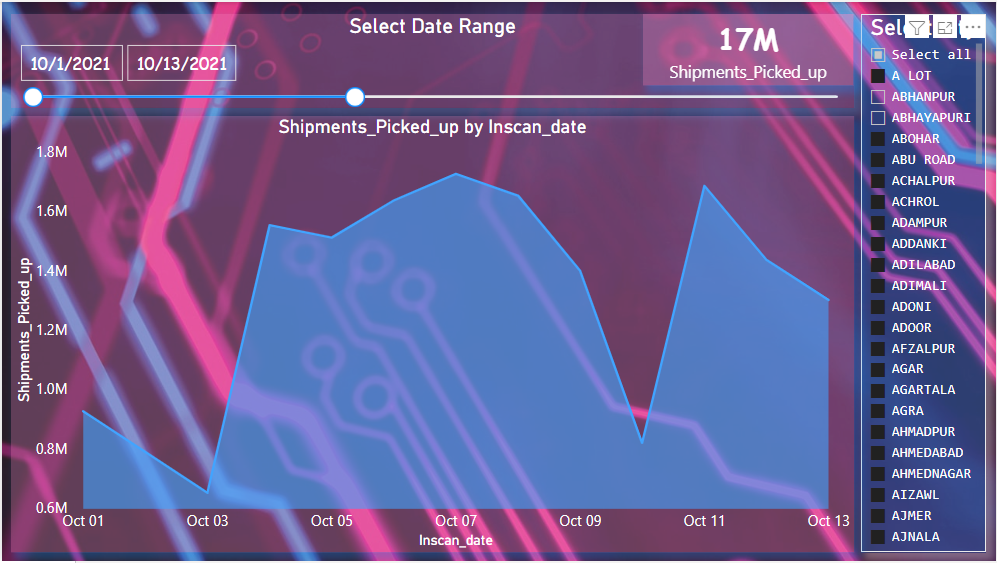 Select Date Range
10/1/2021
10/13/2021
17M
Shipments_Picked_up
Shipments_Picked_up by Inscan_date
1.8M
1.6M
1.4M
1.2M
1.0M
0.8M
0.6M
Shipments_Picked_up
Oct 01
Oct 03
Oct 05
Oct 07
Oct 09
Oct 11
Oct 13
Inscan_date
Select all
A LOT
ABHANPUR
ABHAYAPURI
ABOHAR
ABU ROAD
ACHALPUR
ACHROL
ADAMPUR
ADDANKI
ADILABAD
ADIMALI
ADONI
ADOOR
AFZALPUR
AGAR
AGARTALA
AGRA
AHMADPUR
AHMEDABAD
AHMEDNAGAR
AIZAWL
AJMER
AJNALA